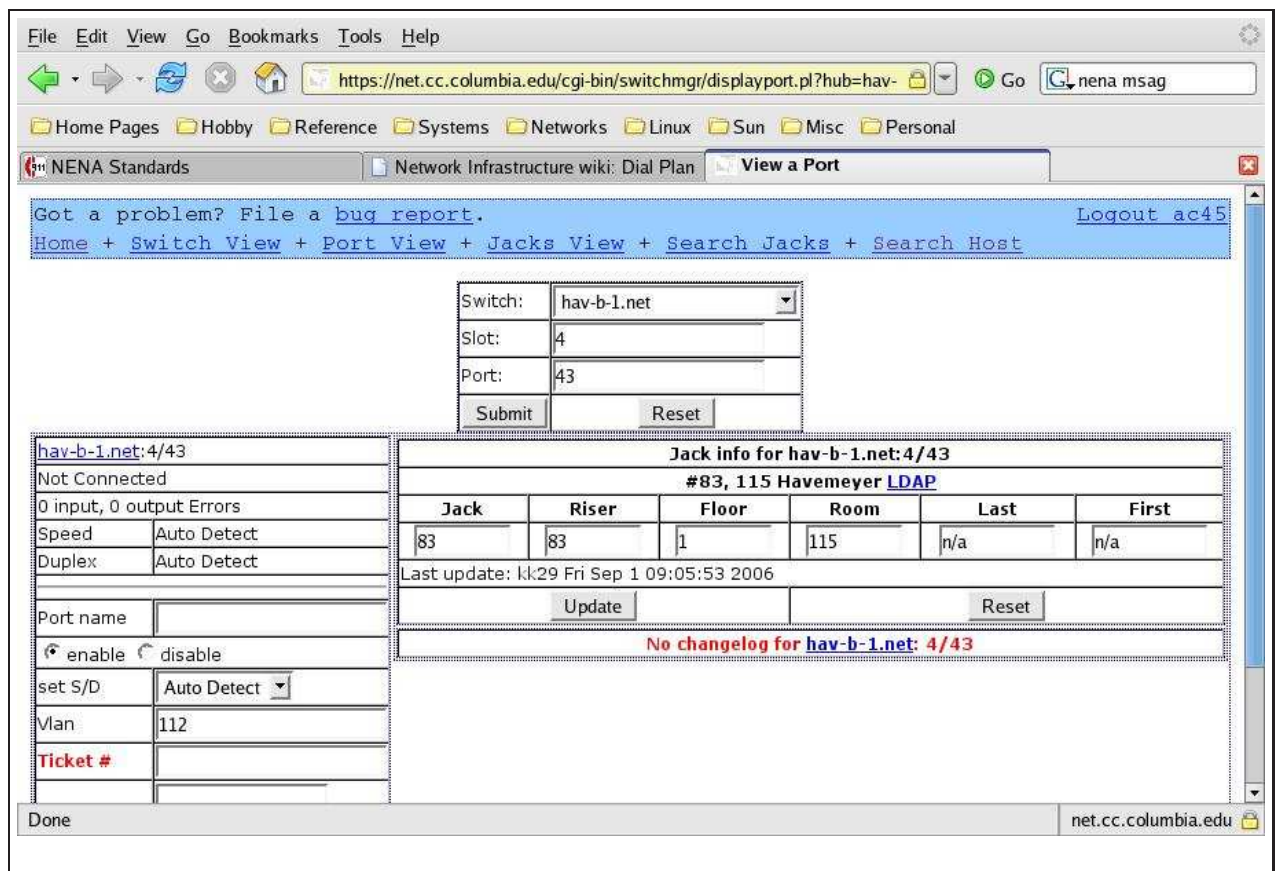 File Edit View Go Bookmarks Tools Help
https://net.cc.columbia.edu/cgi-bin/switchmgr/displayport.pl?hub=hav- Go G nena msag
Home Pages Hobby Reference Systems Networks Linux Sun Misc Personal
911 NENA Standards Network Infrastructure wiki: Dial Plan View a Port
Got a problem? File a bug report. Logout ac45
Home + Switch View + Port View + Jacks View + Search Jacks + Search Host
Switch: hav-b-1.net
Slot: 4
Port: 43
Submit Reset
hav-b-1.net:4/43
Not Connected
0 input, 0 output Errors
Speed Auto Detect
Duplex Auto Detect
Port name
enable disable
set S/D Auto Detect
Vlan 112
Ticket #
Jack info for hav-b-1.net:4/43
#83, 115 Havemeyer LDAP
Jack Riser Floor Room Last First
83 83 1 115 n/a n/a
Last update: kk29 Fri Sep 1 09:05:53 2006
Update Reset
No changelog for hav-b-1.net: 4/43
Done net.cc.columbia.edu